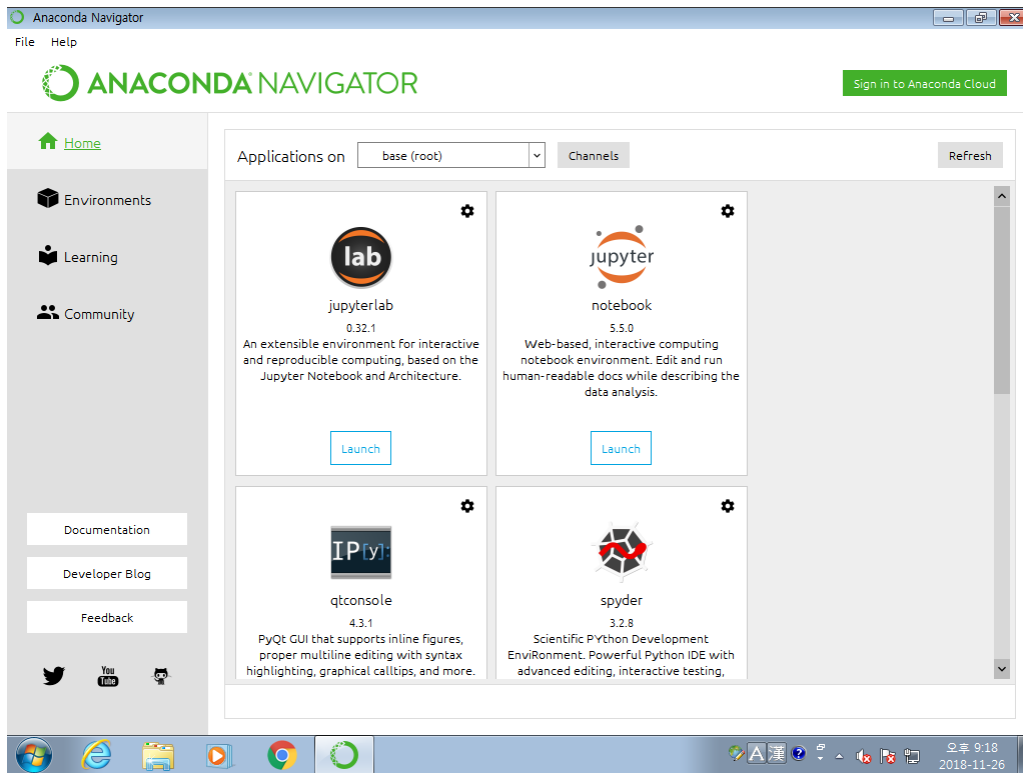 Anaconda Navigator
File Help
ANACONDA NAVIGATOR
Sign in to Anaconda Cloud
Home
Environments
Learning
Community
Documentation
Developer Blog
Feedback
You
Tube
Applications on base (root) Channels Refresh
lab
jupyterlab
0.32.1
An extensible environment for interactive
and reproducible computing, based on the
Jupyter Notebook and Architecture.
Launch
jupyter
notebook
5.5.0
Web-based, interactive computing
notebook environment. Edit and run
human-readable docs while describing the
data analysis.
Launch
IP[y]:
qtconsole
4.3.1
PyQt GUI that supports inline figures,
proper multiline editing with syntax
highlighting, graphical calltips, and more.
spyder
3.2.8
Scientific PYthon Development
EnviRonment. Powerful Python IDE with
advanced editing, interactive testing,
A 漢
오후 9:18
2018-11-26